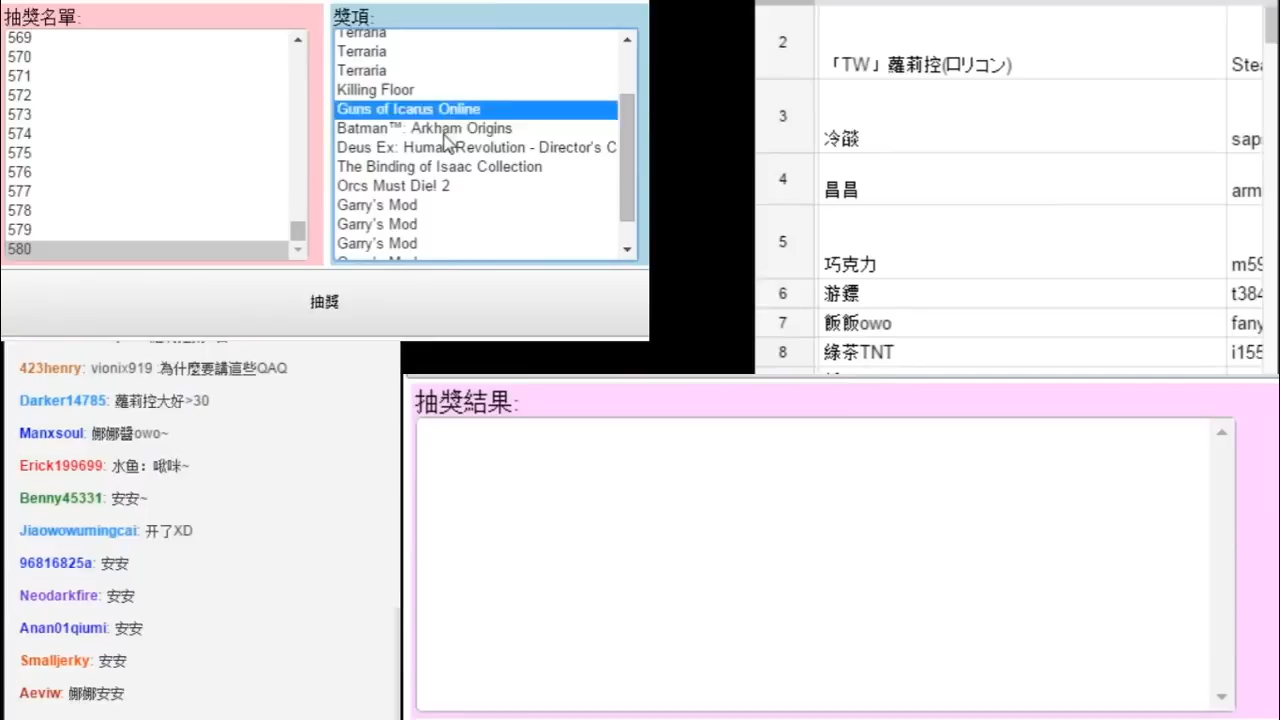 抽獎名單:
569
570
571
572
573
574
575
576
577
578
579
580
獎項:
Terraria
Terraria
Terraria
Killing Floor
Guns of Icarus Online
Batman™: Arkham Origins
Deus Ex: Human Revolution - Director's C
The Binding of Isaac Collection
Orcs Must Die! 2
Garry's Mod
Garry's Mod
Garry's Mod
抽獎
2 「TW」蘿莉控(ロリコン) Stea
3 冷燄 sap
4 昌昌 arm
5 巧克力 m59
6 游鏢 t384
7 飯飯owo fany
8 綠茶TNT i155
423henry: vionix919 :為什麼要講這些QAQ
Darker14785: 蘿莉控大好>30
Manxsoul: 娜娜醬owo~
Erick199699: 水鱼：啾咪~
Benny45331: 安安~
Jiaowowumingcai: 开了XD
96816825a: 安安
Neodarkfire: 安安
Anan01qiumi: 安安
Smalljerky: 安安
Aeviw: 娜娜安安
抽獎結果: